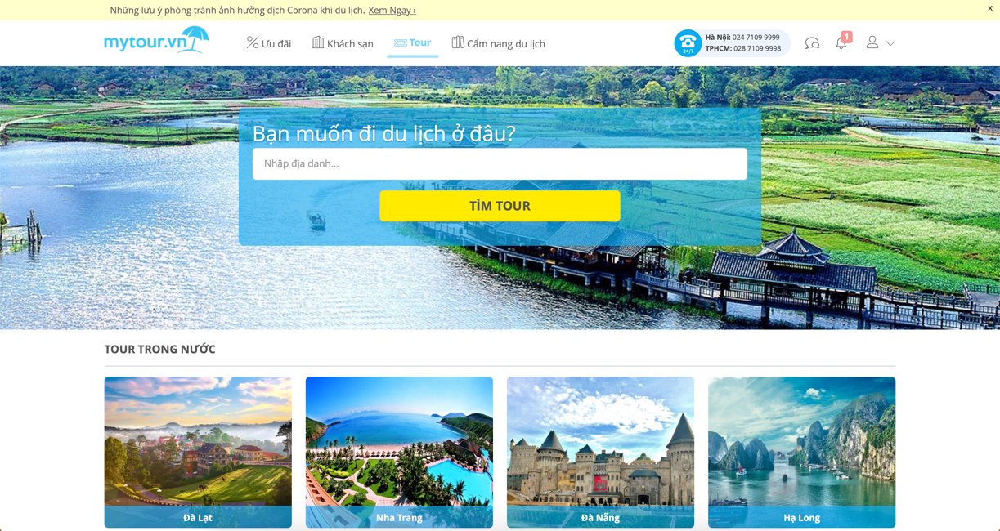 Những lưu ý phòng tránh ảnh hưởng dịch Corona khi du lịch. Xem Ngay ›
x
mytour.vn
Ưu đãi
Khách sạn
Tour
Cẩm nang du lịch
24/7
Hà Nội: 024 7109 9999
TPHCM: 028 7109 9998
1
Bạn muốn đi du lịch ở đâu?
Nhập địa danh...
TÌM TOUR
TOUR TRONG NƯỚC
Đà Lạt
Nha Trang
Đà Nẵng
Hạ Long